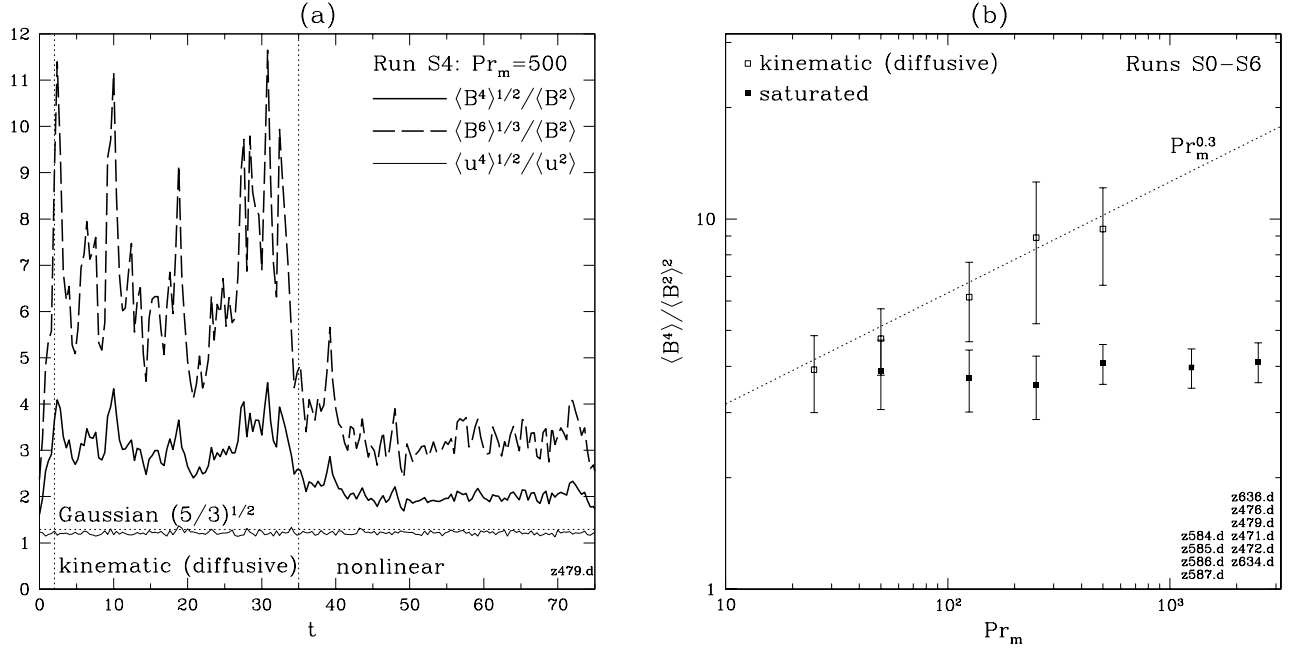 (a)
12
11
10
9
8
7
6
5
4
3
2
1
0
Run S4: Pr_m=500
⟨B⁴⟩^1/2/⟨B²⟩
⟨B⁶⟩^1/3/⟨B²⟩
⟨u⁴⟩^1/2/⟨u²⟩
Gaussian (5/3)^1/2
kinematic (diffusive)
nonlinear
z479.d
0 10 20 30 40 50 60 70
t
(b)
kinematic (diffusive)
saturated
Runs S0−S6
Pr_m^0.3
⟨B⁴⟩/⟨B²⟩²
10
1
z636.d
z476.d
z479.d
z584.d z471.d
z585.d z472.d
z586.d z634.d
z587.d
10 10² 10³
Pr_m